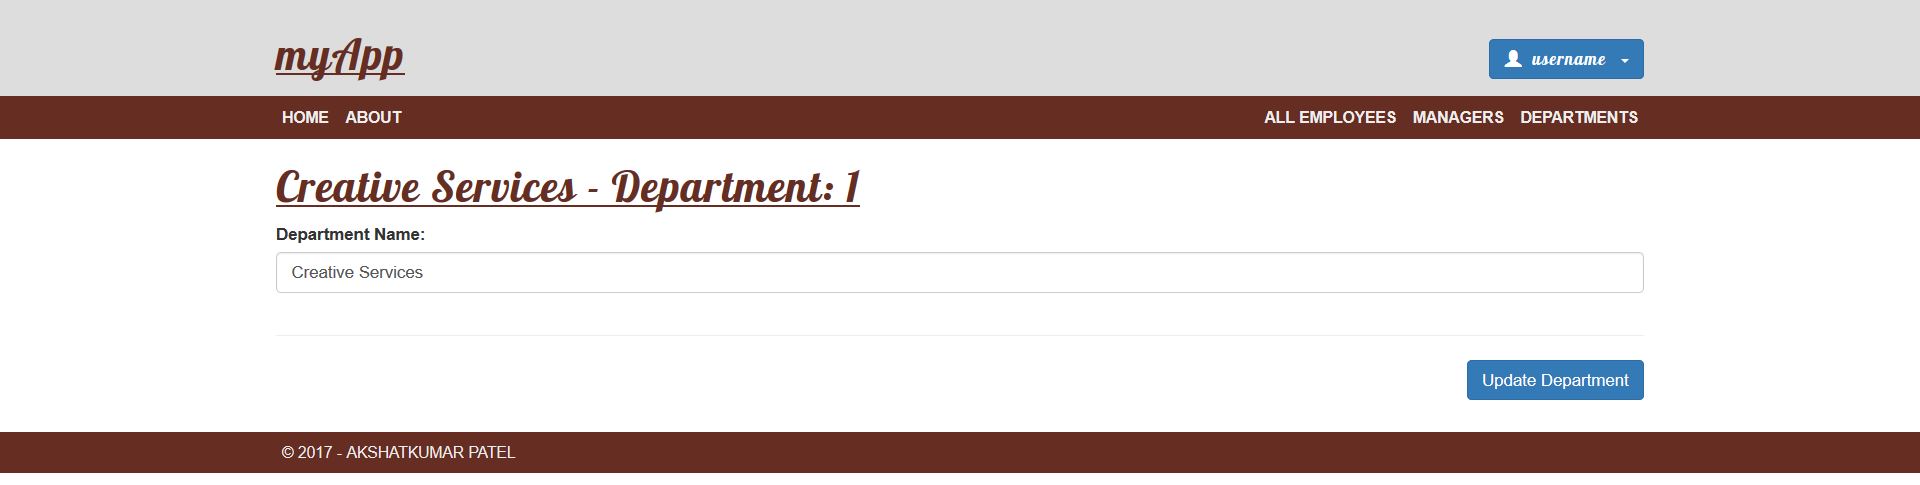 myApp
username
HOME ABOUT ALL EMPLOYEES MANAGERS DEPARTMENTS
Creative Services - Department: 1
Department Name:
Creative Services
Update Department
© 2017 - AKSHATKUMAR PATEL